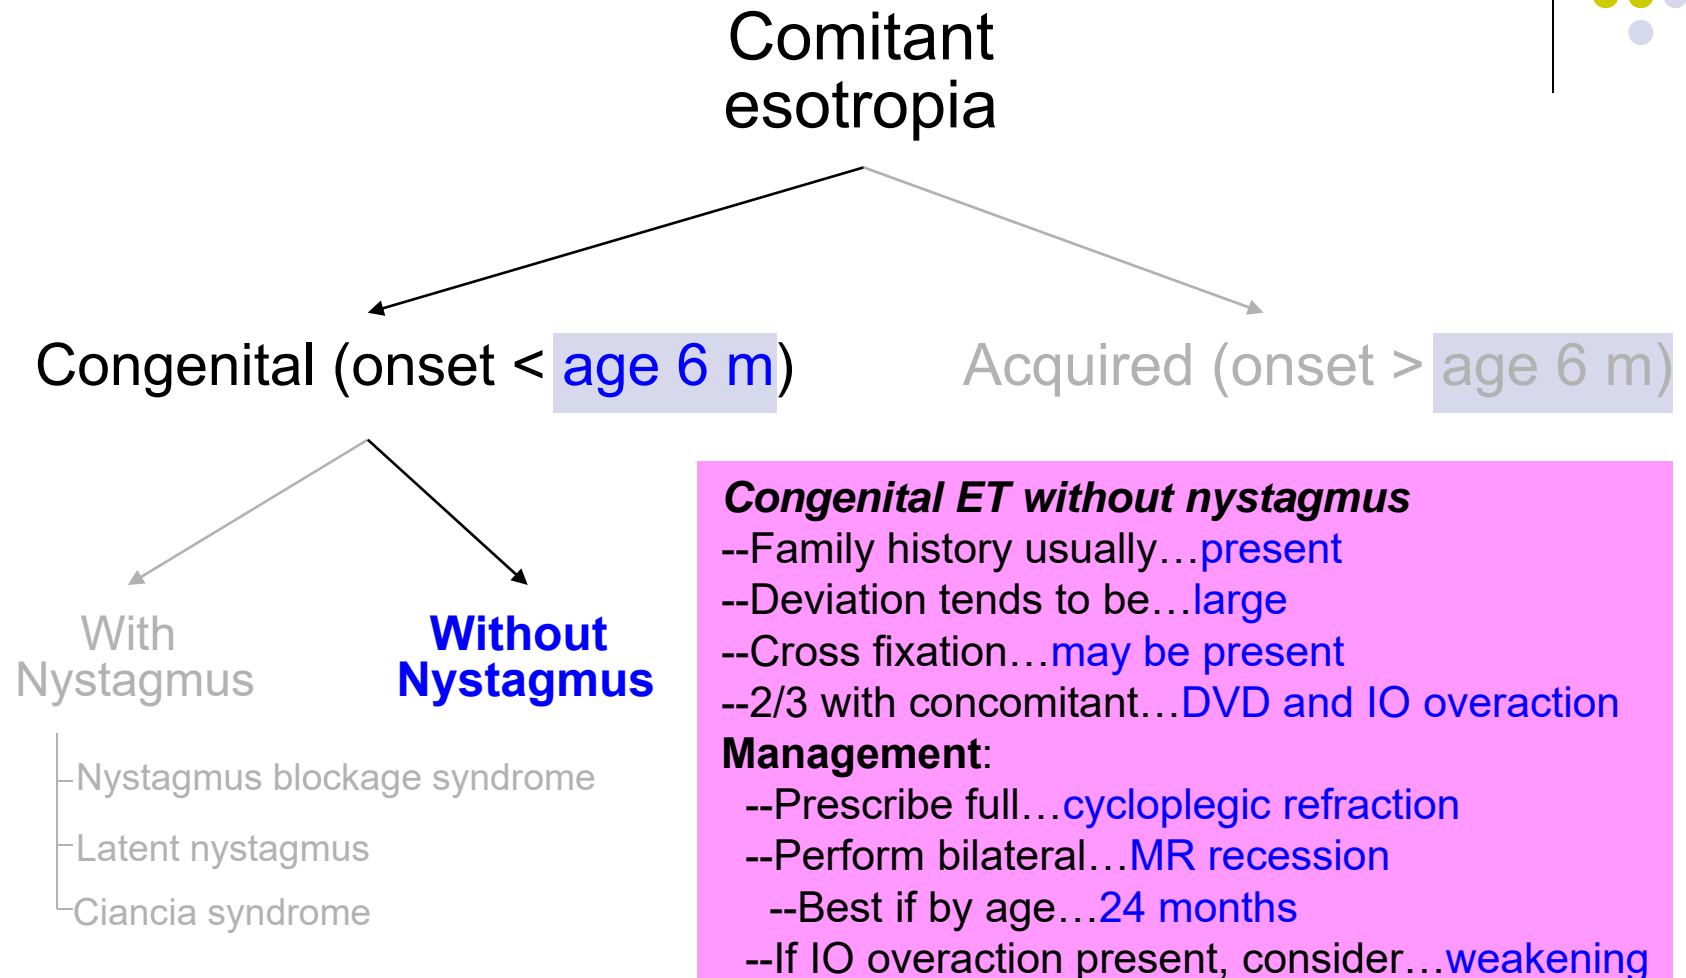 Comitant
esotropia
Congenital (onset < age 6 m)
Acquired (onset > age 6 m)
With
Nystagmus
Without
Nystagmus
Nystagmus blockage syndrome
Latent nystagmus
Ciancia syndrome
Congenital ET without nystagmus
--Family history usually…present
--Deviation tends to be…large
--Cross fixation…may be present
--2/3 with concomitant…DVD and IO overaction
Management:
--Prescribe full…cycloplegic refraction
--Perform bilateral…MR recession
--Best if by age…24 months
--If IO overaction present, consider…weakening